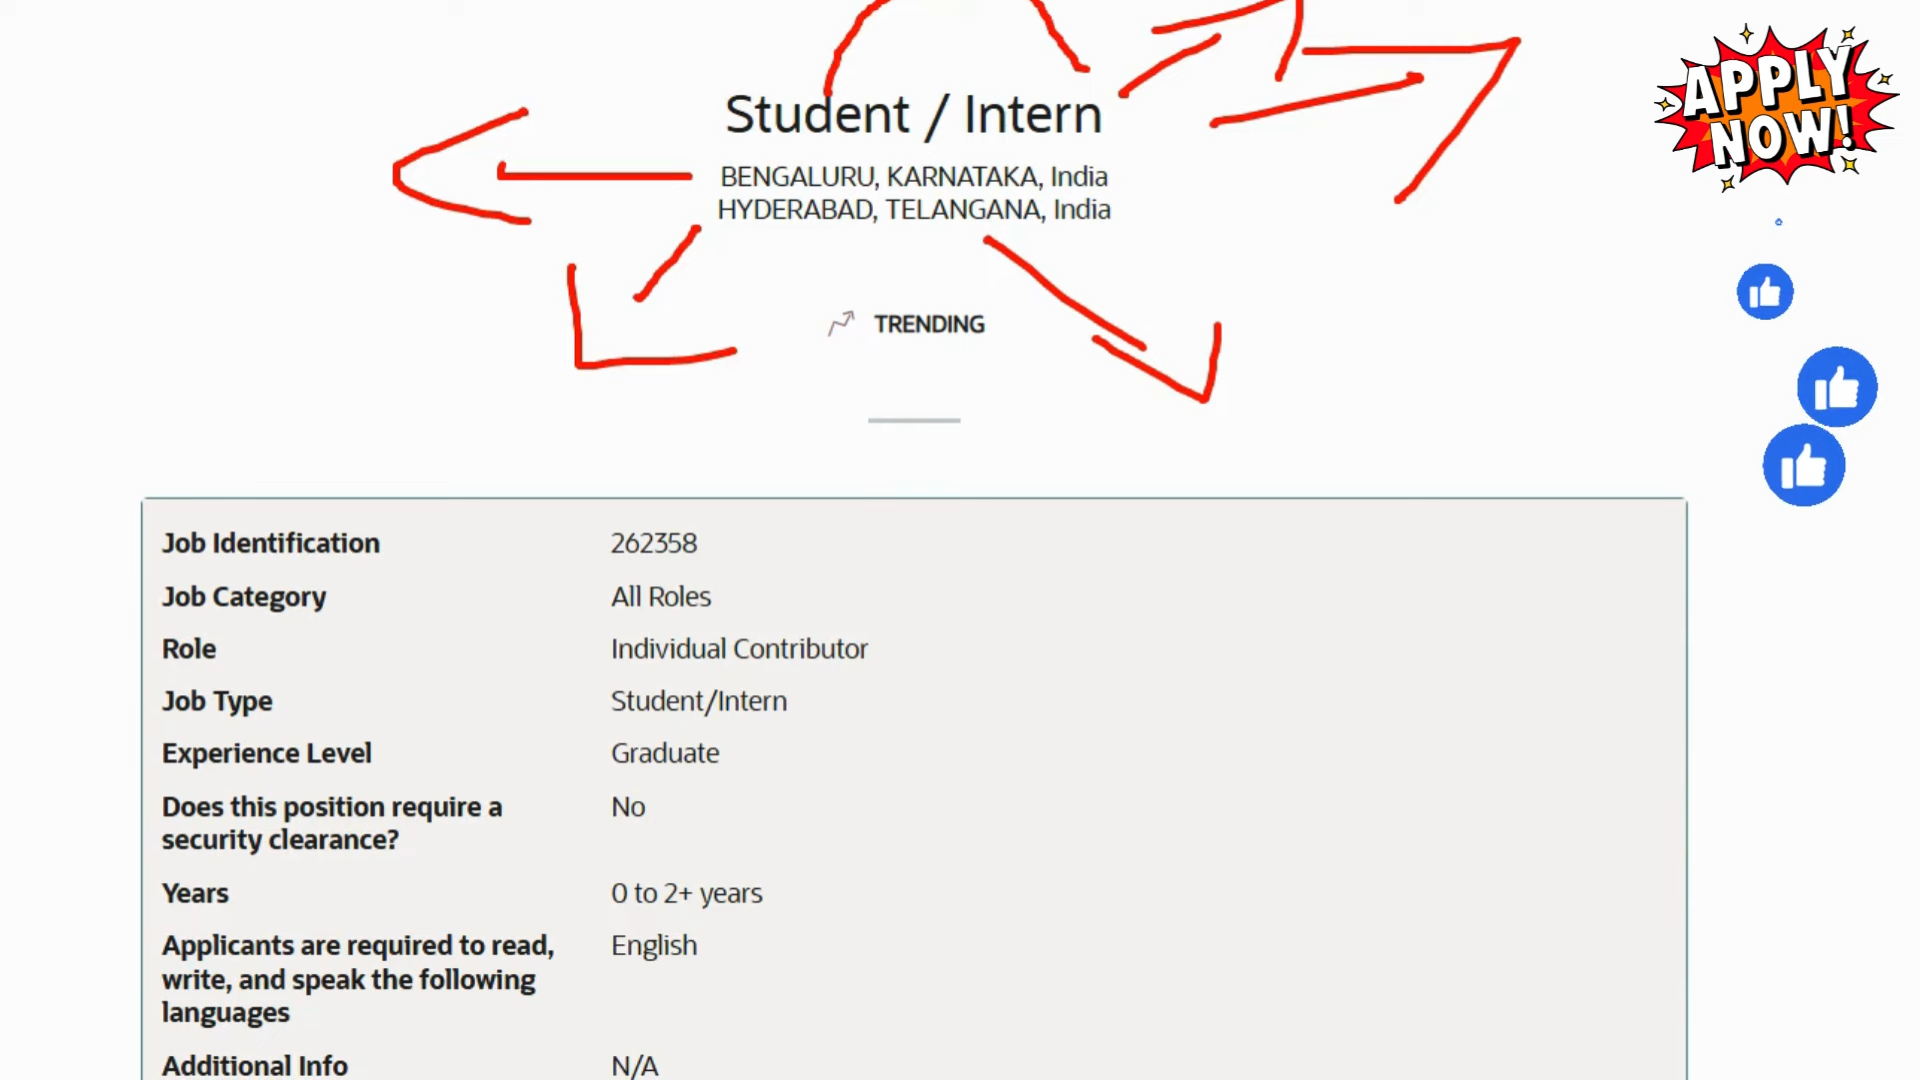 APPLY
NOW!
Student / Intern
BENGALURU, KARNATAKA, India
HYDERABAD, TELANGANA, India
TRENDING
Job Identification 262358
Job Category All Roles
Role Individual Contributor
Job Type Student/Intern
Experience Level Graduate
Does this position require a No
security clearance?
Years 0 to 2+ years
Applicants are required to read, English
write, and speak the following
languages
Additional Info N/A